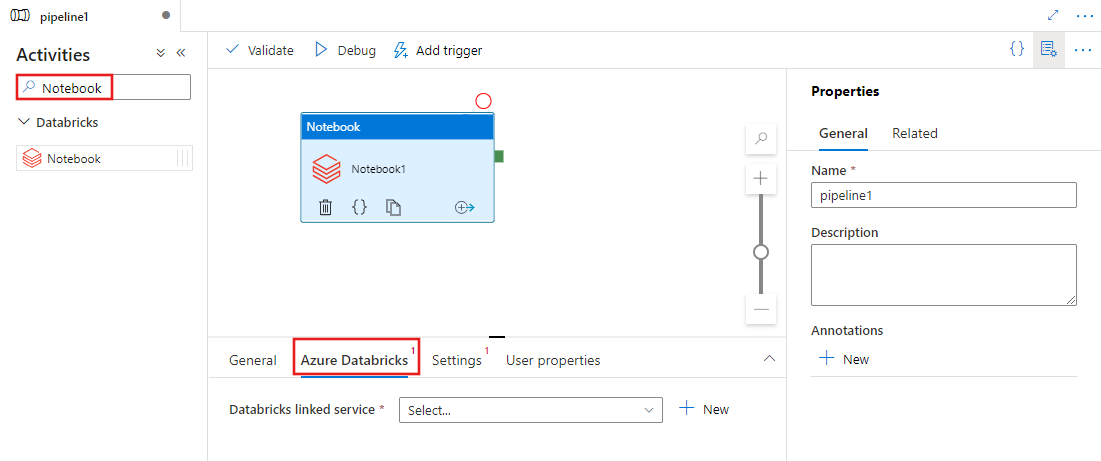 pipeline1
Activities
Notebook
Databricks
Notebook
Validate
Debug
Add trigger
{}
Notebook
Notebook1
{}
General
Azure Databricks 1
Settings 1
User properties
Databricks linked service *
Select...
New
Properties
General
Related
Name *
pipeline1
Description
Annotations
New